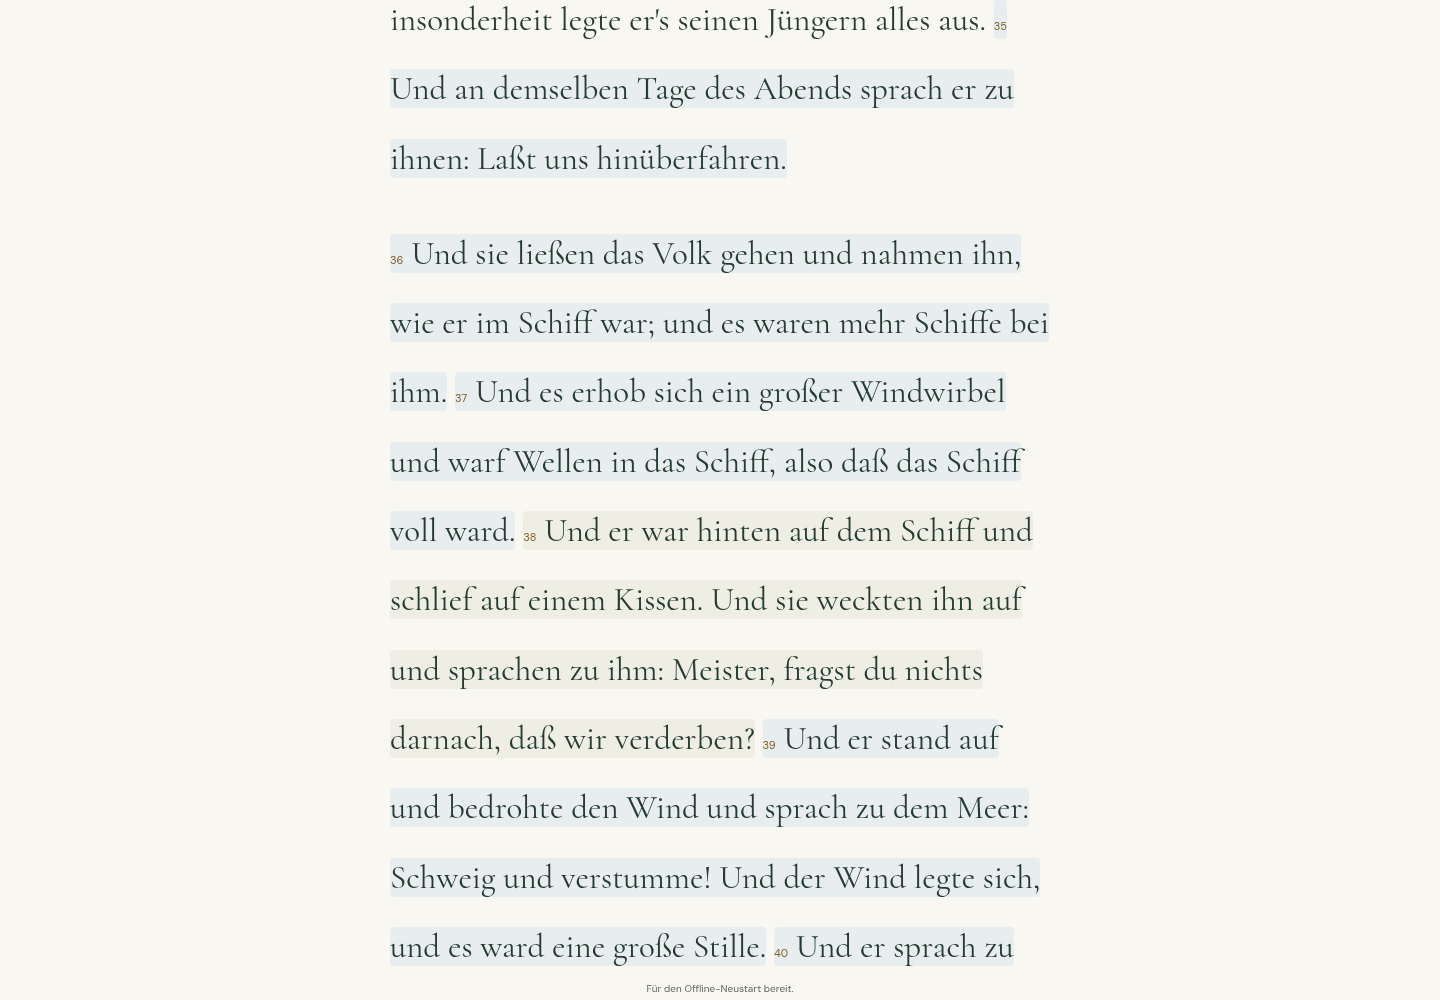 insonderheit legte er's seinen Jüngern alles aus. 35
Und an demselben Tage des Abends sprach er zu
ihnen: Laßt uns hinüberfahren.
36 Und sie ließen das Volk gehen und nahmen ihn,
wie er im Schiff war; und es waren mehr Schiffe bei
ihm. 37 Und es erhob sich ein großer Windwirbel
und warf Wellen in das Schiff, also daß das Schiff
voll ward. 38 Und er war hinten auf dem Schiff und
schlief auf einem Kissen. Und sie weckten ihn auf
und sprachen zu ihm: Meister, fragst du nichts
darnach, daß wir verderben? 39 Und er stand auf
und bedrohte den Wind und sprach zu dem Meer:
Schweig und verstumme! Und der Wind legte sich,
und es ward eine große Stille. 40 Und er sprach zu
Für den Offline-Neustart bereit.